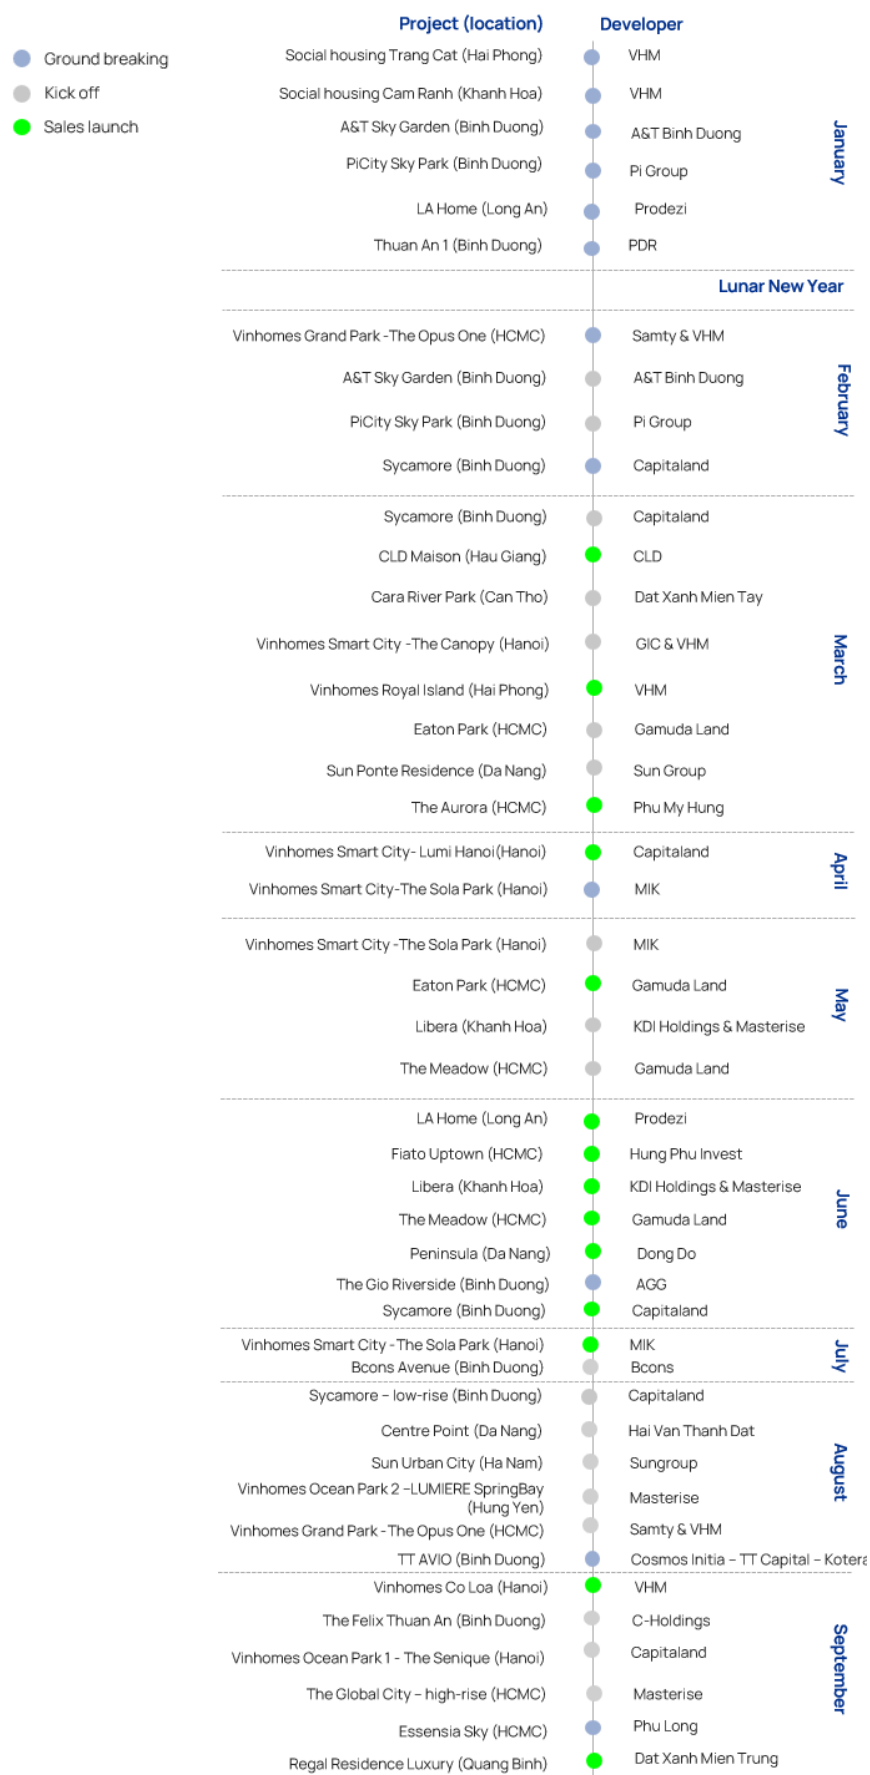 Project (location) Developer
Ground breaking
Kick off
Sales launch
Social housing Trang Cat (Hai Phong) VHM
Social housing Cam Ranh (Khanh Hoa) VHM
A&T Sky Garden (Binh Duong) A&T Binh Duong
January
PiCity Sky Park (Binh Duong) Pi Group
LA Home (Long An) Prodezi
Thuan An 1 (Binh Duong) PDR
Lunar New Year
Vinhomes Grand Park -The Opus One (HCMC) Samty & VHM
A&T Sky Garden (Binh Duong) A&T Binh Duong
February
PiCity Sky Park (Binh Duong) Pi Group
Sycamore (Binh Duong) Capitaland
Sycamore (Binh Duong) Capitaland
CLD Maison (Hau Giang) CLD
Cara River Park (Can Tho) Dat Xanh Mien Tay
Vinhomes Smart City -The Canopy (Hanoi) GIC & VHM
March
Vinhomes Royal Island (Hai Phong) VHM
Eaton Park (HCMC) Gamuda Land
Sun Ponte Residence (Da Nang) Sun Group
The Aurora (HCMC) Phu My Hung
Vinhomes Smart City- Lumi Hanoi(Hanoi) Capitaland
April
Vinhomes Smart City-The Sola Park (Hanoi) MIK
Vinhomes Smart City -The Sola Park (Hanoi) MIK
Eaton Park (HCMC) Gamuda Land
May
Libera (Khanh Hoa) KDI Holdings & Masterise
The Meadow (HCMC) Gamuda Land
LA Home (Long An) Prodezi
Fiato Uptown (HCMC) Hung Phu Invest
Libera (Khanh Hoa) KDI Holdings & Masterise
June
The Meadow (HCMC) Gamuda Land
Peninsula (Da Nang) Dong Do
The Gio Riverside (Binh Duong) AGG
Sycamore (Binh Duong) Capitaland
Vinhomes Smart City -The Sola Park (Hanoi) MIK
July
Bcons Avenue (Binh Duong) Bcons
Sycamore – low-rise (Binh Duong) Capitaland
Centre Point (Da Nang) Hai Van Thanh Dat
Sun Urban City (Ha Nam) Sungroup
August
Vinhomes Ocean Park 2 –LUMIERE SpringBay
(Hung Yen) Masterise
Vinhomes Grand Park -The Opus One (HCMC) Samty & VHM
TT AVIO (Binh Duong) Cosmos Initia – TT Capital – Kotera
Vinhomes Co Loa (Hanoi) VHM
The Felix Thuan An (Binh Duong) C-Holdings
Vinhomes Ocean Park 1 - The Senique (Hanoi) Capitaland
September
The Global City – high-rise (HCMC) Masterise
Essensia Sky (HCMC) Phu Long
Regal Residence Luxury (Quang Binh) Dat Xanh Mien Trung